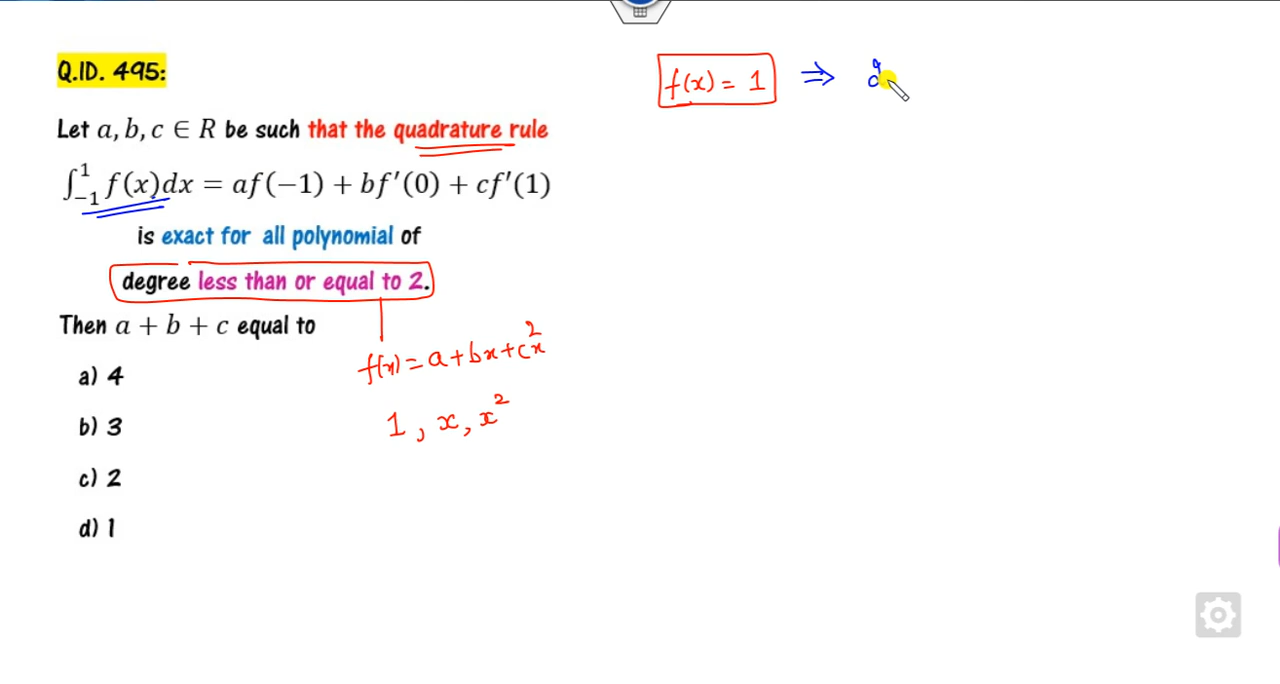 Q.ID. 495:
f(x) = 1 ⇒
Let a, b, c ∈ R be such that the quadrature rule
∫₋₁¹ f(x)dx = af(−1) + bf′(0) + cf′(1)
is exact for all polynomial of
degree less than or equal to 2.
Then a + b + c equal to
f(x) = a + bx + cx²
a) 4
1, x, x²
b) 3
c) 2
d) 1